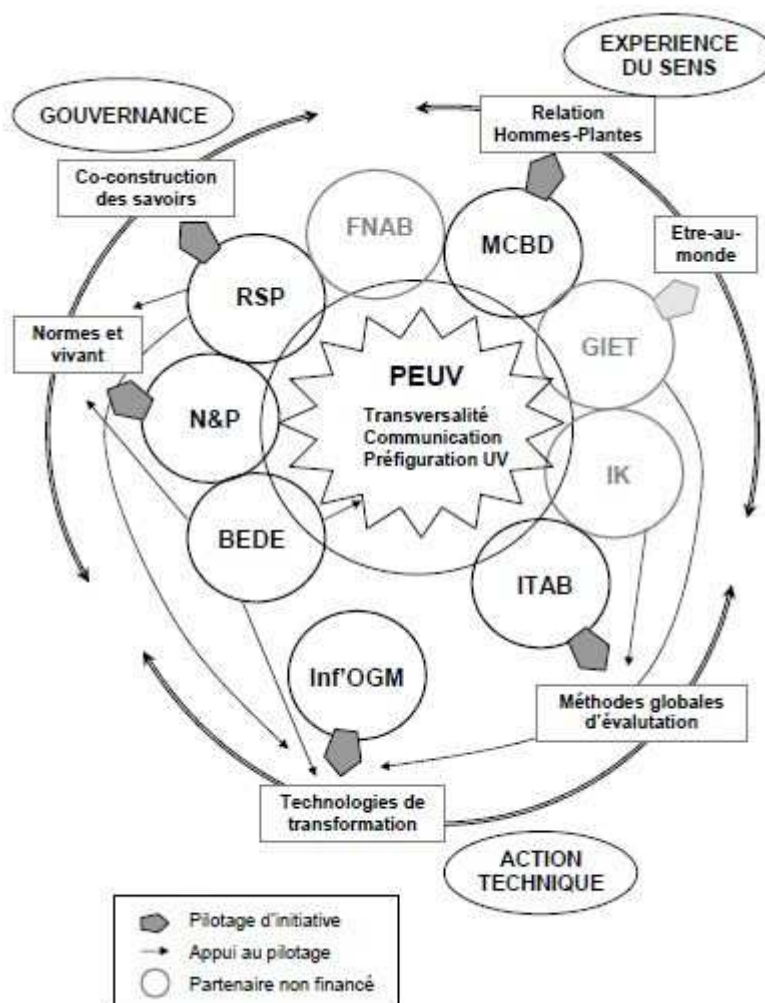 EXPERIENCE
DU SENS
GOUVERNANCE
Relation
Hommes-Plantes
Co-construction
des savoirs
FNAB
MCBD
Etre-au-
monde
RSP
GIET
Normes et
vivant
PEUV
N&P
Transversalité
Communication
Préfiguration UV
IK
BEDE
ITAB
Inf'OGM
Méthodes globales
d'évalutation
Technologies de
transformation
ACTION
TECHNIQUE
Pilotage d'initiative
Appui au pilotage
Partenaire non financé